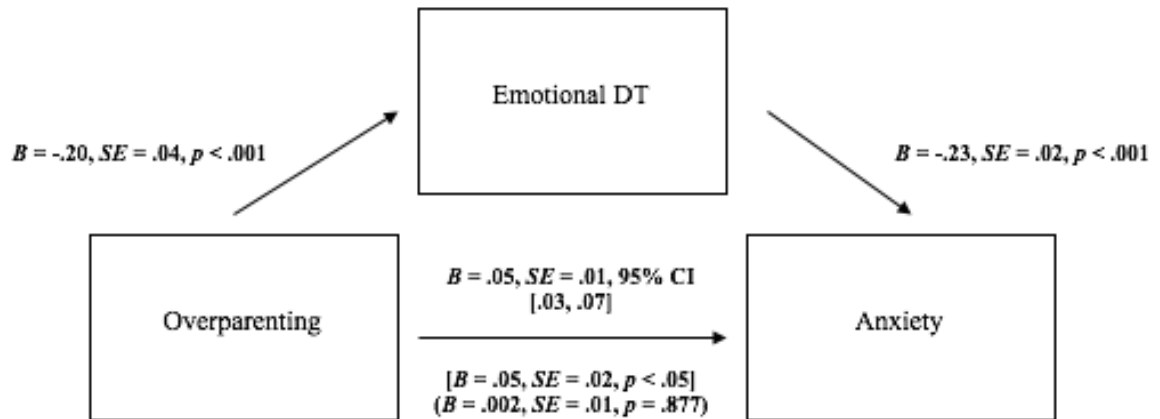 Emotional DT
B = -.20, SE = .04, p < .001
B = -.23, SE = .02, p < .001
Overparenting
B = .05, SE = .01, 95% CI
[.03, .07]
Anxiety
[B = .05, SE = .02, p < .05]
(B = .002, SE = .01, p = .877)